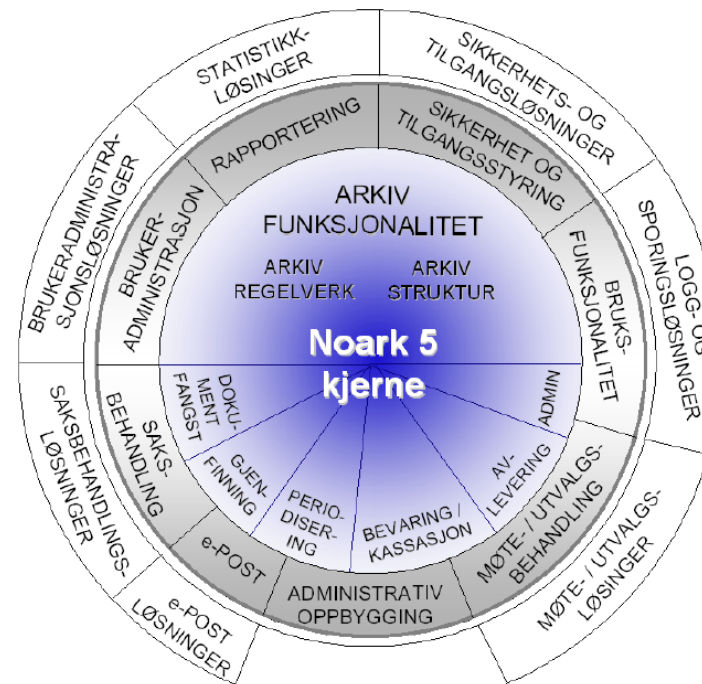 STATISTIKK-
LØSINGER
SIKKERHETS- OG
TILGANGSLØSNINGER
LOGG- OG
SPORINGSLØSNINGER
MØTE- / UTVALGS-
LØSINGER
e-POST
LØSNINGER
SAKSBEHANDLINGS-
LØSNINGER
BRUKERADMINISTRA-
SJONSLØSNINGER
RAPPORTERING
SIKKERHET OG
TILGANGSSTYRING
BRUKS-
FUNKSJONALITET
MØTE- / UTVALGS-
BEHANDLING
ADMINISTRATIV
OPPBYGGING
e-POST
SAKS-
BEHANDLING
BRUKER-
ADMINISTRASJON
ARKIV
FUNKSJONALITET
ARKIV
REGELVERK
ARKIV
STRUKTUR
Noark 5
kjerne
DOKU-
MENT
FANGST
GJEN-
FINNING
PERIO-
DISER-
ING
BEVARING /
KASSASJON
AV-
LEVERING
ADMIN